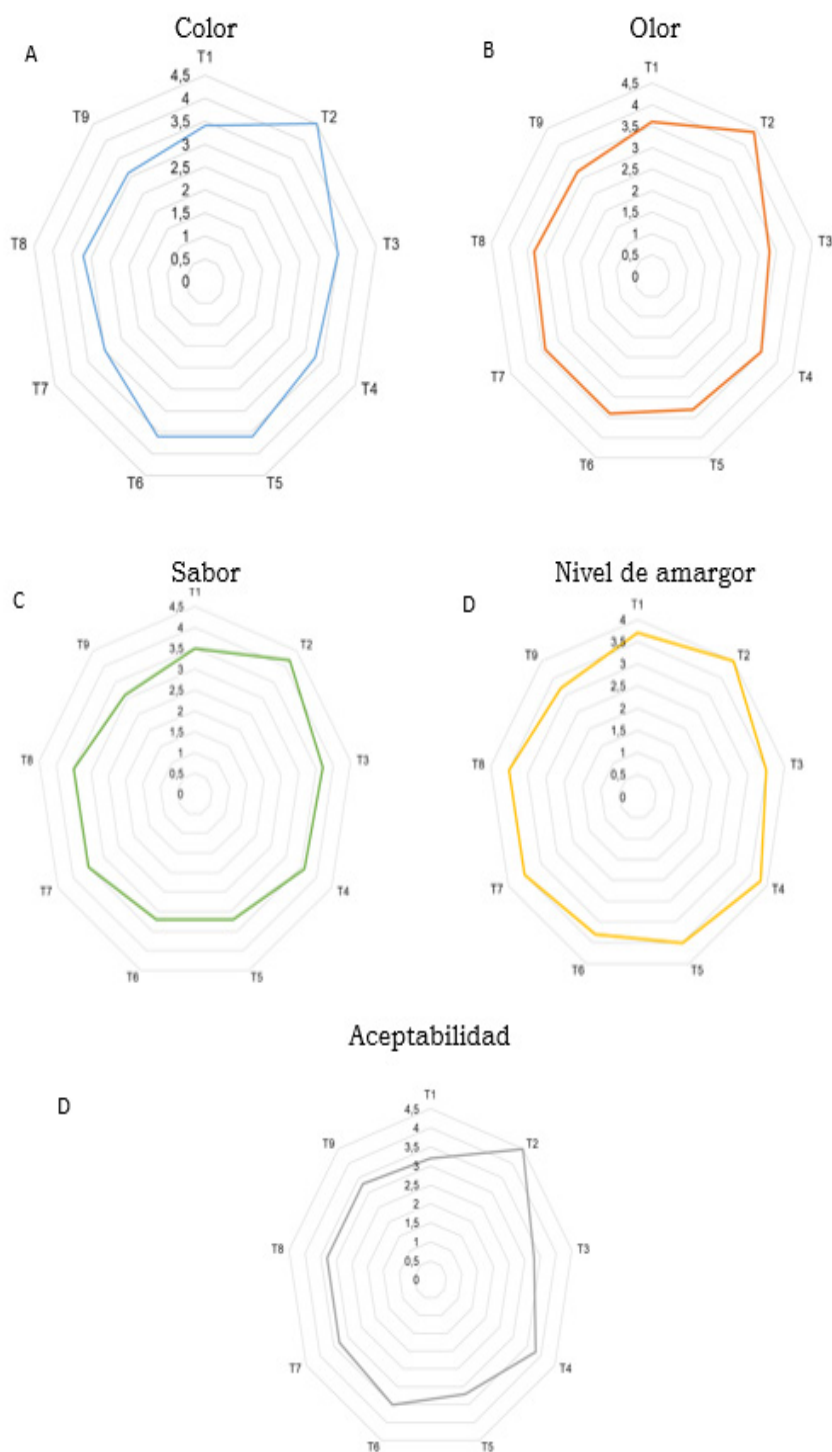 Color
A
T1
4,5
4
3,5
3
2,5
2
1,5
1
0,5
0
T2
T3
T4
T5
T6
T7
T8
T9
Olor
B
T1
4,5
4
3,5
3
2,5
2
1,5
1
0,5
0
T2
T3
T4
T5
T6
T7
T8
T9
Sabor
C
T1
4,5
4
3,5
3
2,5
2
1,5
1
0,5
0
T2
T3
T4
T5
T6
T7
T8
T9
Nivel de amargor
D
T1
4
3,5
3
2,5
2
1,5
1
0,5
0
T2
T3
T4
T5
T6
T7
T8
T9
Aceptabilidad
D
T1
4,5
4
3,5
3
2,5
2
1,5
1
0,5
0
T2
T3
T4
T5
T6
T7
T8
T9